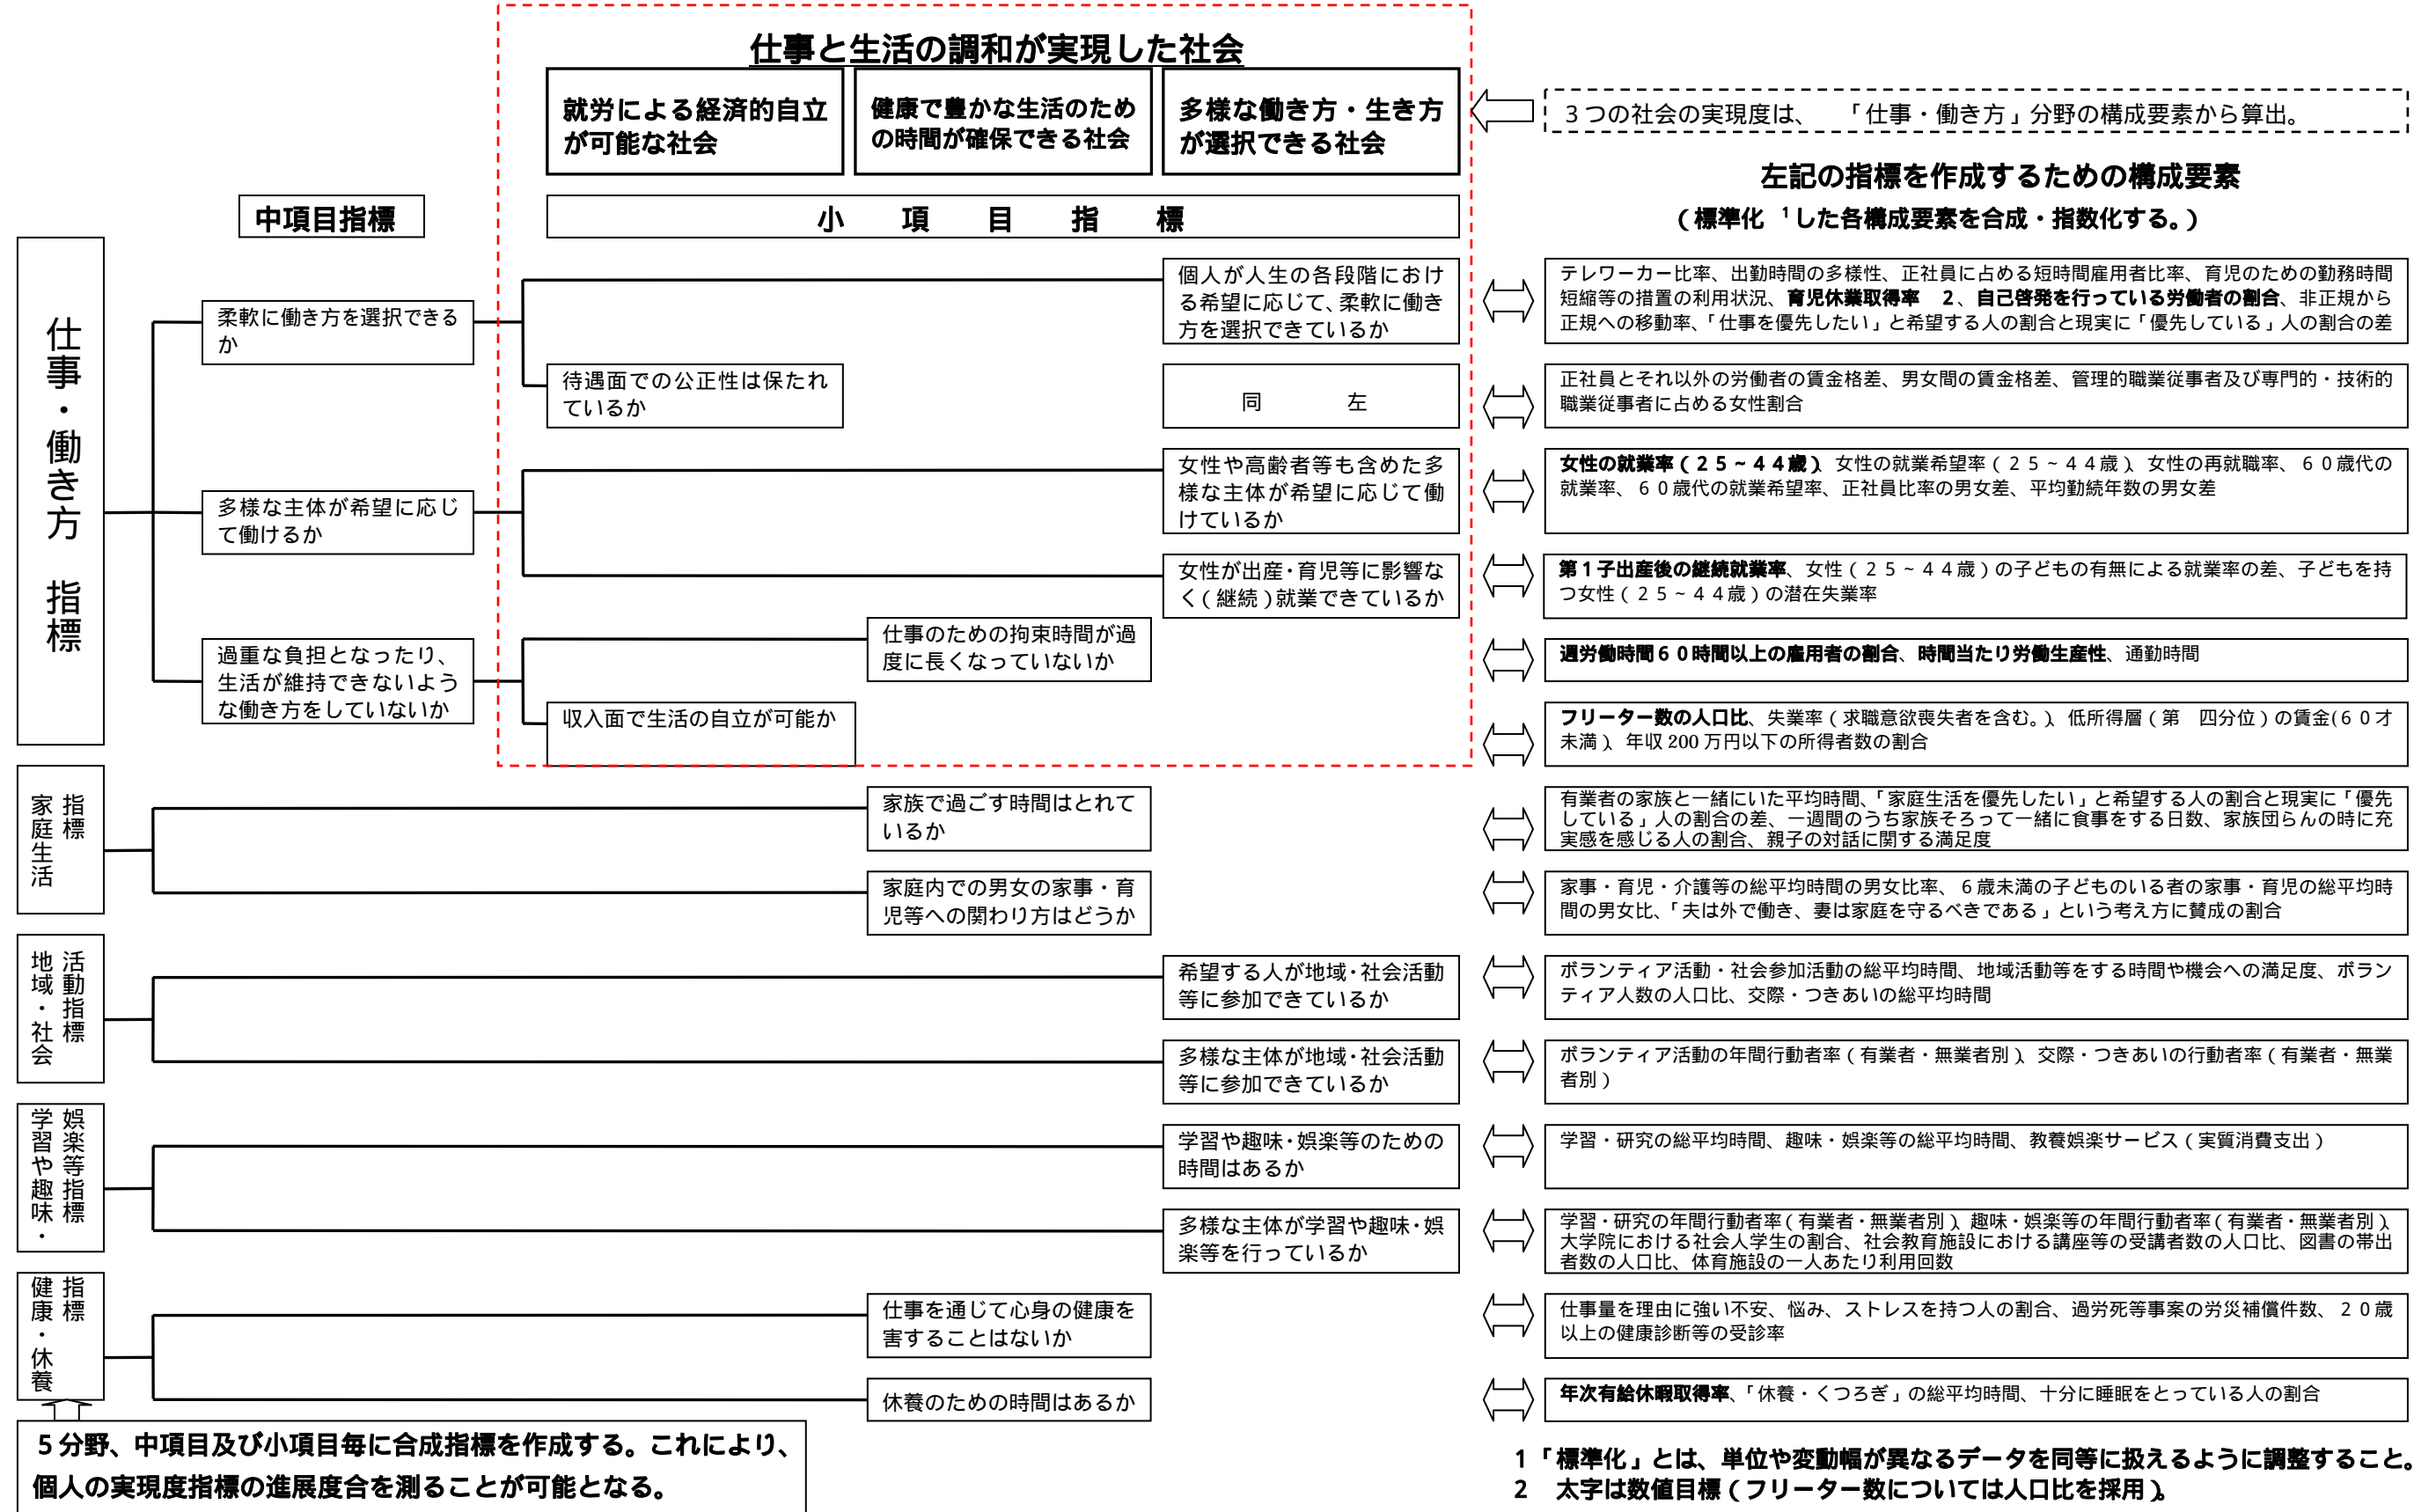 仕事と生活の調和が実現した社会
就労による経済的自立
が可能な社会
健康で豊かな生活のため
の時間が確保できる社会
多様な働き方・生き方
が選択できる社会
3つの社会の実現度は、　「仕事・働き方」分野の構成要素から算出。
左記の指標を作成するための構成要素
(標準化 1した各構成要素を合成・指数化する。)
中項目指標
小　項　目　指　標
仕事・働き方　指標
柔軟に働き方を選択できる
か
個人が人生の各段階におけ
る希望に応じて、柔軟に働き
方を選択できているか
テレワーカー比率、出勤時間の多様性、正社員に占める短時間雇用者比率、育児のための勤務時間
短縮等の措置の利用状況、育児休業取得率　2、自己啓発を行っている労働者の割合、非正規から
正規への移動率、「仕事を優先したい」と希望する人の割合と現実に「優先している」人の割合の差
待遇面での公正性は保たれ
ているか
同　　左
正社員とそれ以外の労働者の賃金格差、男女間の賃金格差、管理的職業従事者及び専門的・技術的
職業従事者に占める女性割合
多様な主体が希望に応じ
て働けるか
女性や高齢者等も含めた多
様な主体が希望に応じて働
けているか
女性の就業率(25~44歳)、女性の就業希望率(25~44歳)、女性の再就職率、60歳代の
就業率、60歳代の就業希望率、正社員比率の男女差、平均勤続年数の男女差
女性が出産・育児等に影響な
く(継続)就業できているか
第1子出産後の継続就業率、女性(25~44歳)の子どもの有無による就業率の差、子どもを持
つ女性(25~44歳)の潜在失業率
過重な負担となったり、
生活が維持できないよう
な働き方をしていないか
仕事のための拘束時間が過
度に長くなっていないか
週労働時間60時間以上の雇用者の割合、時間当たり労働生産性、通勤時間
収入面で生活の自立が可能か
フリーター数の人口比、失業率(求職意欲喪失者を含む。)、低所得層(第　四分位)の賃金(60才
未満)、年収200万円以下の所得者数の割合
家庭生活
指標
家族で過ごす時間はとれて
いるか
有業者の家族と一緒にいた平均時間、「家庭生活を優先したい」と希望する人の割合と現実に「優先
している」人の割合の差、一週間のうち家族そろって一緒に食事をする日数、家族団らんの時に充
実感を感じる人の割合、親子の対話に関する満足度
家庭内での男女の家事・育
児等への関わり方はどうか
家事・育児・介護等の総平均時間の男女比率、6歳未満の子どものいる者の家事・育児の総平均時
間の男女比、「夫は外で働き、妻は家庭を守るべきである」という考え方に賛成の割合
地域・社会
活動指標
希望する人が地域・社会活動
等に参加できているか
ボランティア活動・社会参加活動の総平均時間、地域活動等をする時間や機会への満足度、ボラン
ティア人数の人口比、交際・つきあいの総平均時間
多様な主体が地域・社会活動
等に参加できているか
ボランティア活動の年間行動者率(有業者・無業者別)、交際・つきあいの行動者率(有業者・無業
者別)
学習や趣味・
娯楽等指標
学習や趣味・娯楽等のための
時間はあるか
学習・研究の総平均時間、趣味・娯楽等の総平均時間、教養娯楽サービス(実質消費支出)
多様な主体が学習や趣味・娯
楽等を行っているか
学習・研究の年間行動者率(有業者・無業者別)、趣味・娯楽等の年間行動者率(有業者・無業者別)、
大学院における社会人学生の割合、社会教育施設における講座等の受講者数の人口比、図書の帯出
者数の人口比、体育施設の一人あたり利用回数
健康・休養
指標
仕事を通じて心身の健康を
害することはないか
仕事量を理由に強い不安、悩み、ストレスを持つ人の割合、過労死等事案の労災補償件数、20歳
以上の健康診断等の受診率
休養のための時間はあるか
年次有給休暇取得率、「休養・くつろぎ」の総平均時間、十分に睡眠をとっている人の割合
5分野、中項目及び小項目毎に合成指標を作成する。これにより、
個人の実現度指標の進展度合を測ることが可能となる。
1「標準化」とは、単位や変動幅が異なるデータを同等に扱えるように調整すること。
2　太字は数値目標(フリーター数については人口比を採用)。